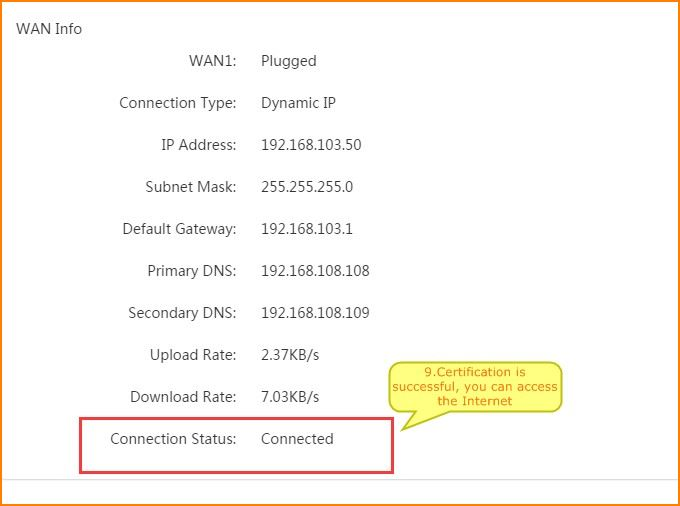 WAN Info
WAN1: Plugged
Connection Type: Dynamic IP
IP Address: 192.168.103.50
Subnet Mask: 255.255.255.0
Default Gateway: 192.168.103.1
Primary DNS: 192.168.108.108
Secondary DNS: 192.168.108.109
Upload Rate: 2.37KB/s
Download Rate: 7.03KB/s
9.Certification is
successful, you can access
the Internet
Connection Status: Connected